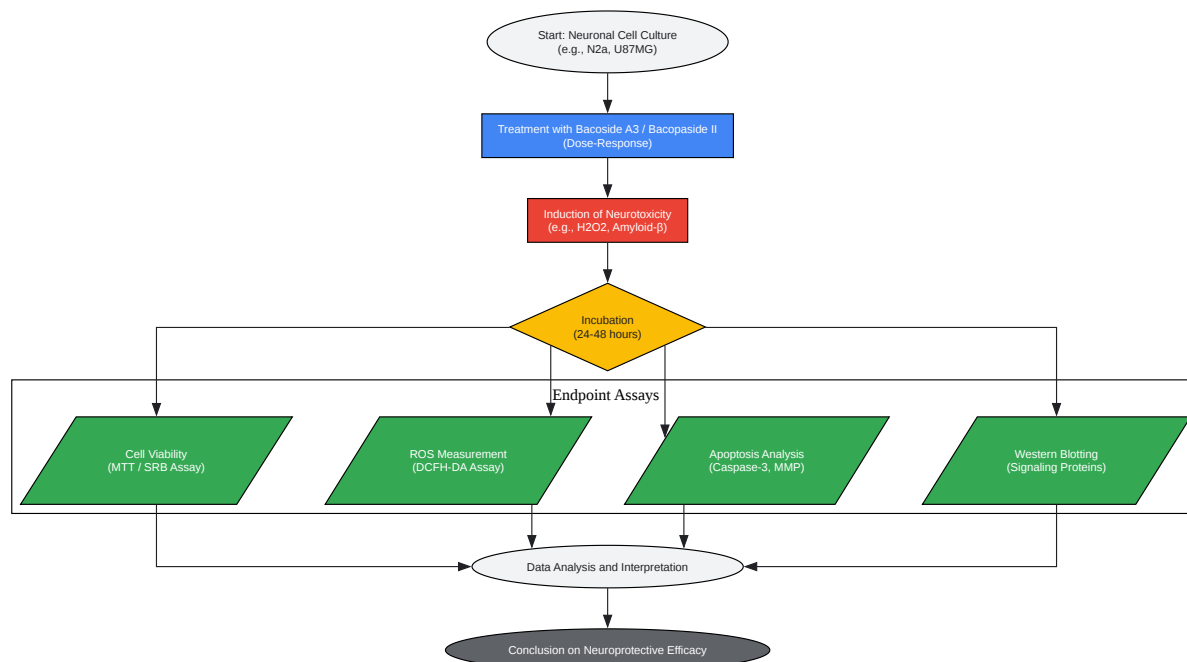 Start: Neuronal Cell Culture
(e.g., N2a, U87MG)
Treatment with Bacoside A3 / Bacopaside II
(Dose-Response)
Induction of Neurotoxicity
(e.g., H2O2, Amyloid-β)
Incubation
(24-48 hours)
Endpoint Assays
Cell Viability
(MTT / SRB Assay)
ROS Measurement
(DCFH-DA Assay)
Apoptosis Analysis
(Caspase-3, MMP)
Western Blotting
(Signaling Proteins)
Data Analysis and Interpretation
Conclusion on Neuroprotective Efficacy